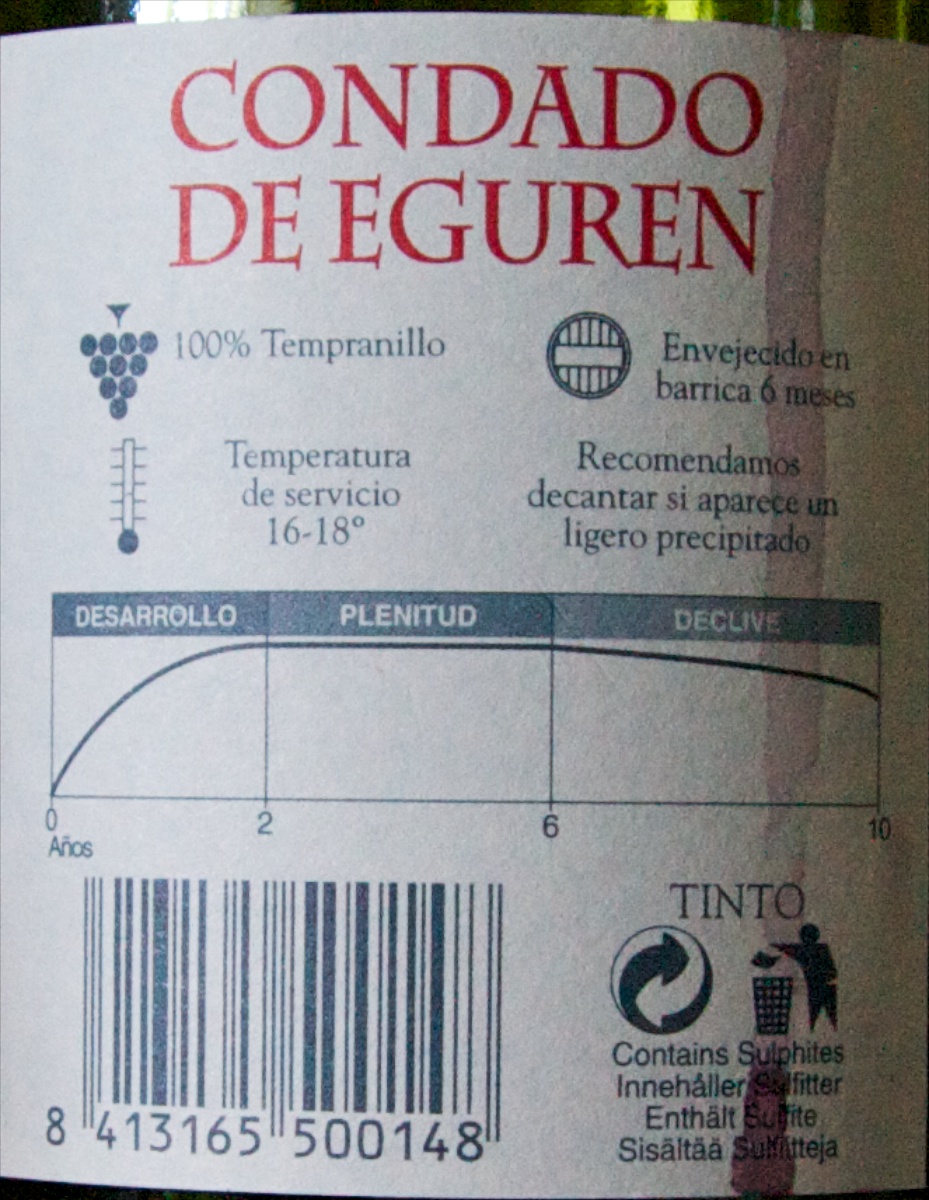 CONDADO
DE EGUREN
100% Tempranillo
Envejecido en
barrica 6 meses
Temperatura
de servicio
16-18°
Recomendamos
decantar si aparece un
ligero precipitado
DESARROLLO PLENITUD DECLIVE
0 2 6 10
Años
TINTO
Contains Sulphites
Innehåller Sulfitter
Enthält Sulfite
Sisältää Sulfitteja
8 413165 500148